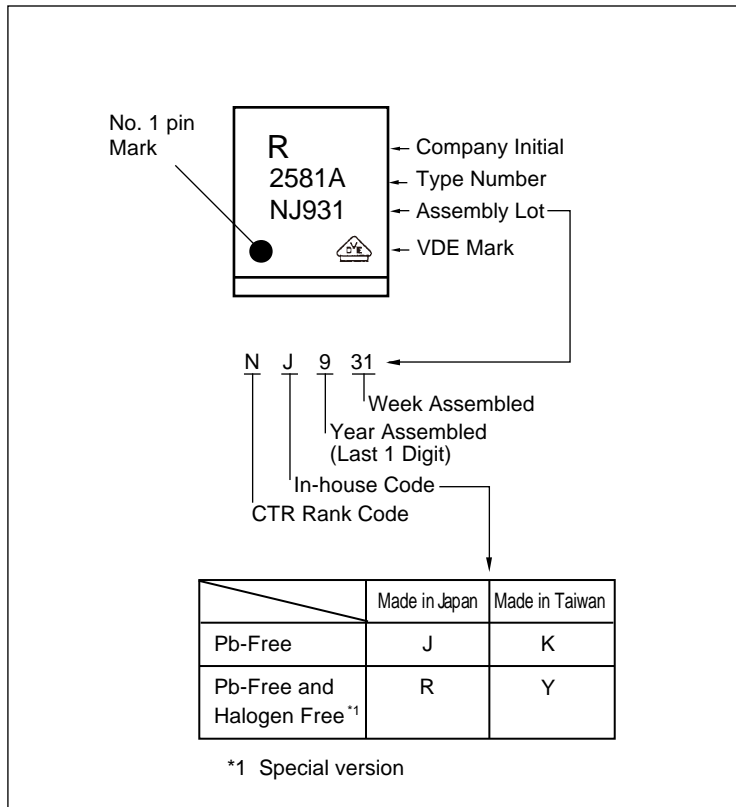 No. 1 pin
Mark
R
2581A
NJ931
DVE
Company Initial
Type Number
Assembly Lot
VDE Mark
N J 9 31
Week Assembled
Year Assembled
(Last 1 Digit)
In-house Code
CTR Rank Code
Made in Japan Made in Taiwan
Pb-Free J K
Pb-Free and
Halogen Free *1 R Y
*1 Special version